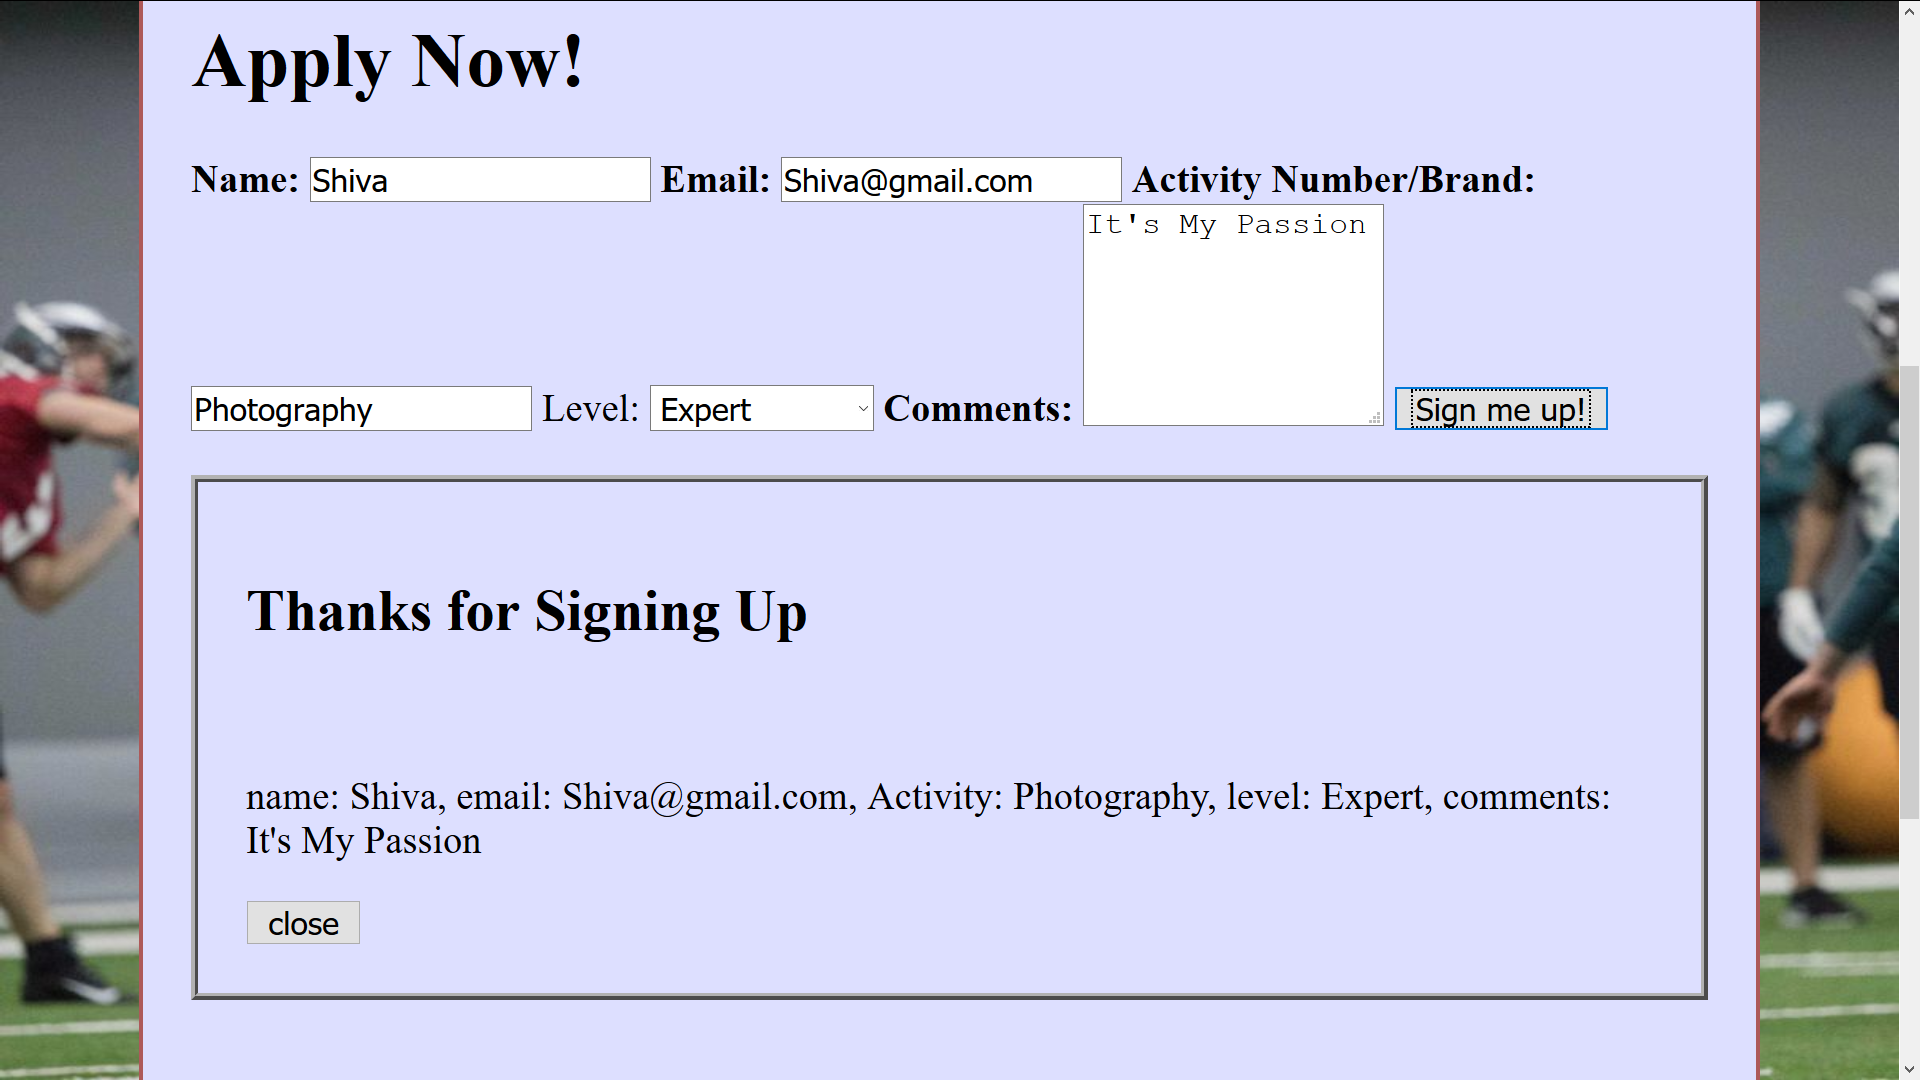 Apply Now!
Name: Shiva Email: Shiva@gmail.com Activity Number/Brand:
Photography Level: Expert Comments: It's My Passion Sign me up!
Thanks for Signing Up
name: Shiva, email: Shiva@gmail.com, Activity: Photography, level: Expert, comments:
It's My Passion
close